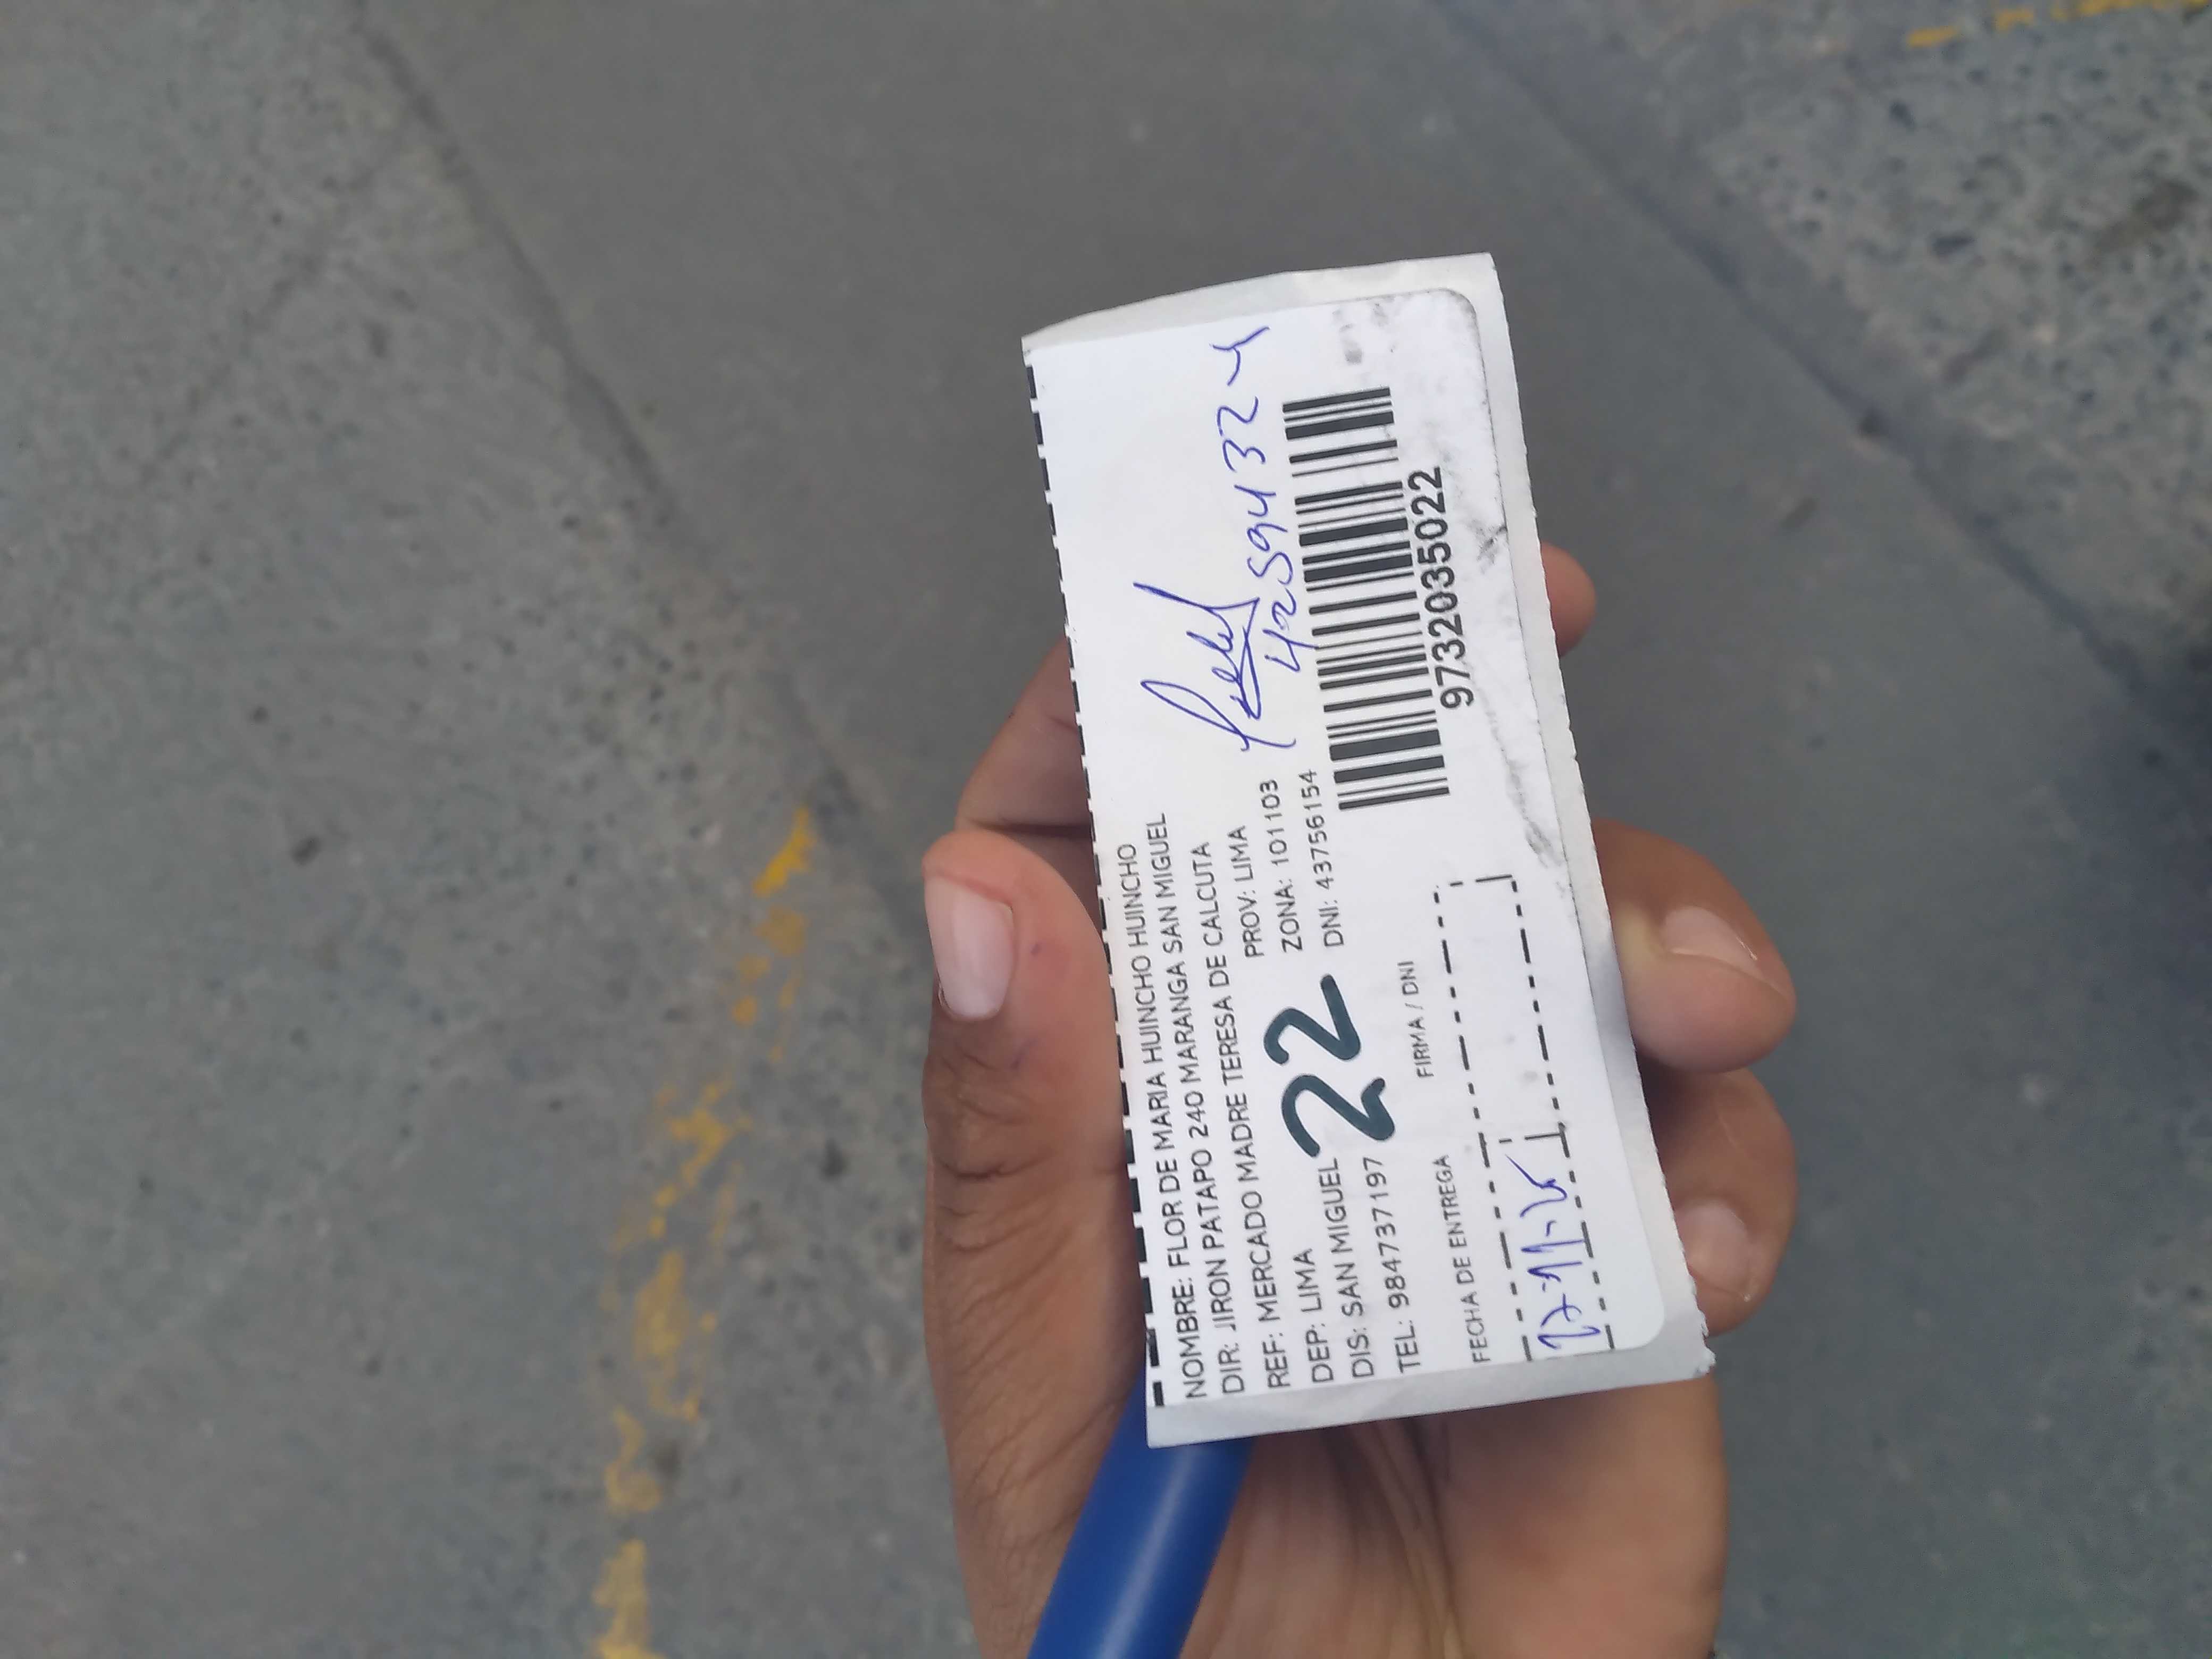 NOMBRE: FLOR DE MARIA HUINCHO HUINCHO
DIR: JIRON PATAPO 240 MARANGA SAN MIGUEL
REF: MERCADO MADRE TERESA DE CALCUTA
DEP: LIMA PROV: LIMA
DIS: SAN MIGUEL ZONA: 101103
TEL: 984737197 DNI: 43756154
22
973203035022
FECHA DE ENTREGA FIRMA / DNI